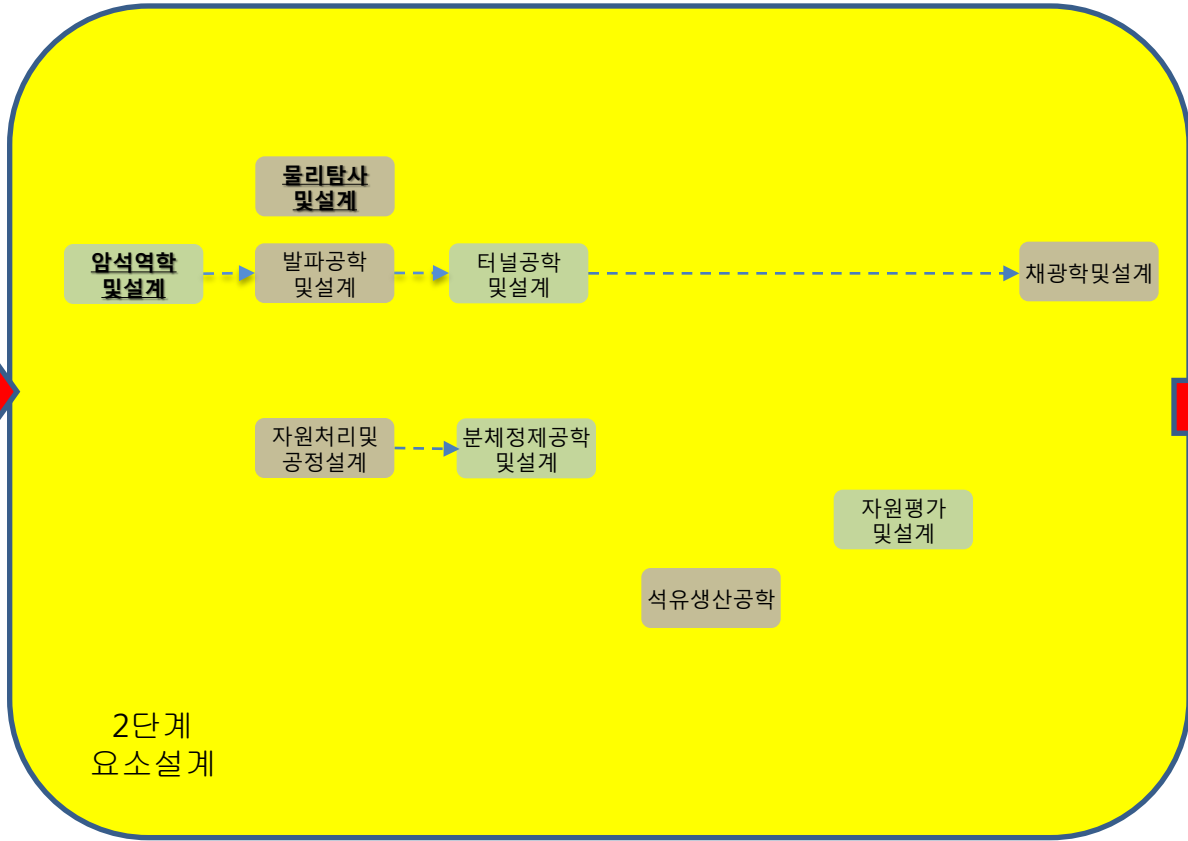 물리탐사
및설계
암석역학
및설계
발파공학
및설계
터널공학
및설계
채광학및설계
자원처리및
공정설계
분체정제공학
및설계
자원평가
및설계
석유생산공학
2단계
요소설계